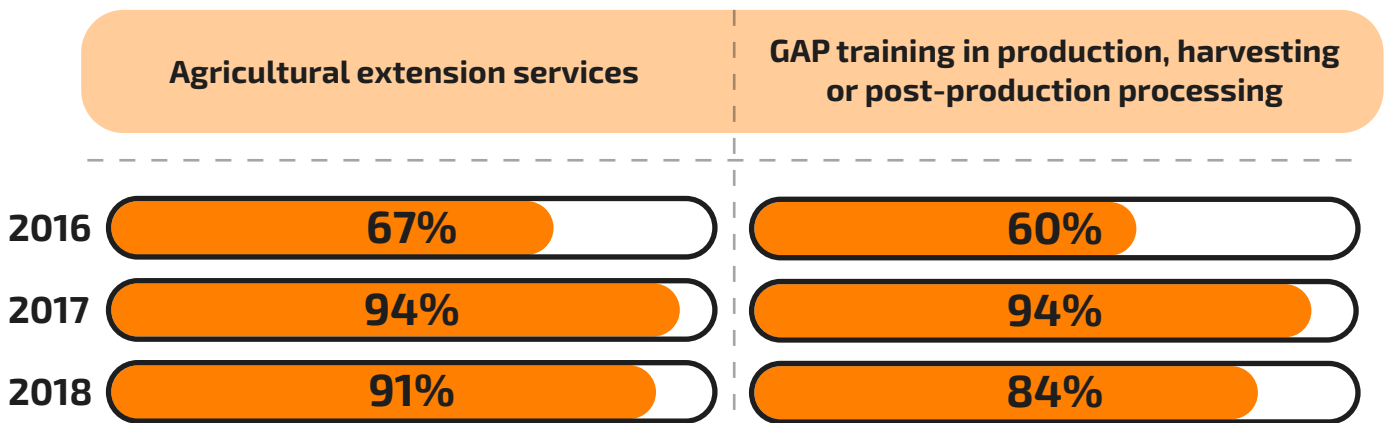 Agricultural extension services
GAP training in production, harvesting
or post-production processing
2016 67% 60%
2017 94% 94%
2018 91% 84%